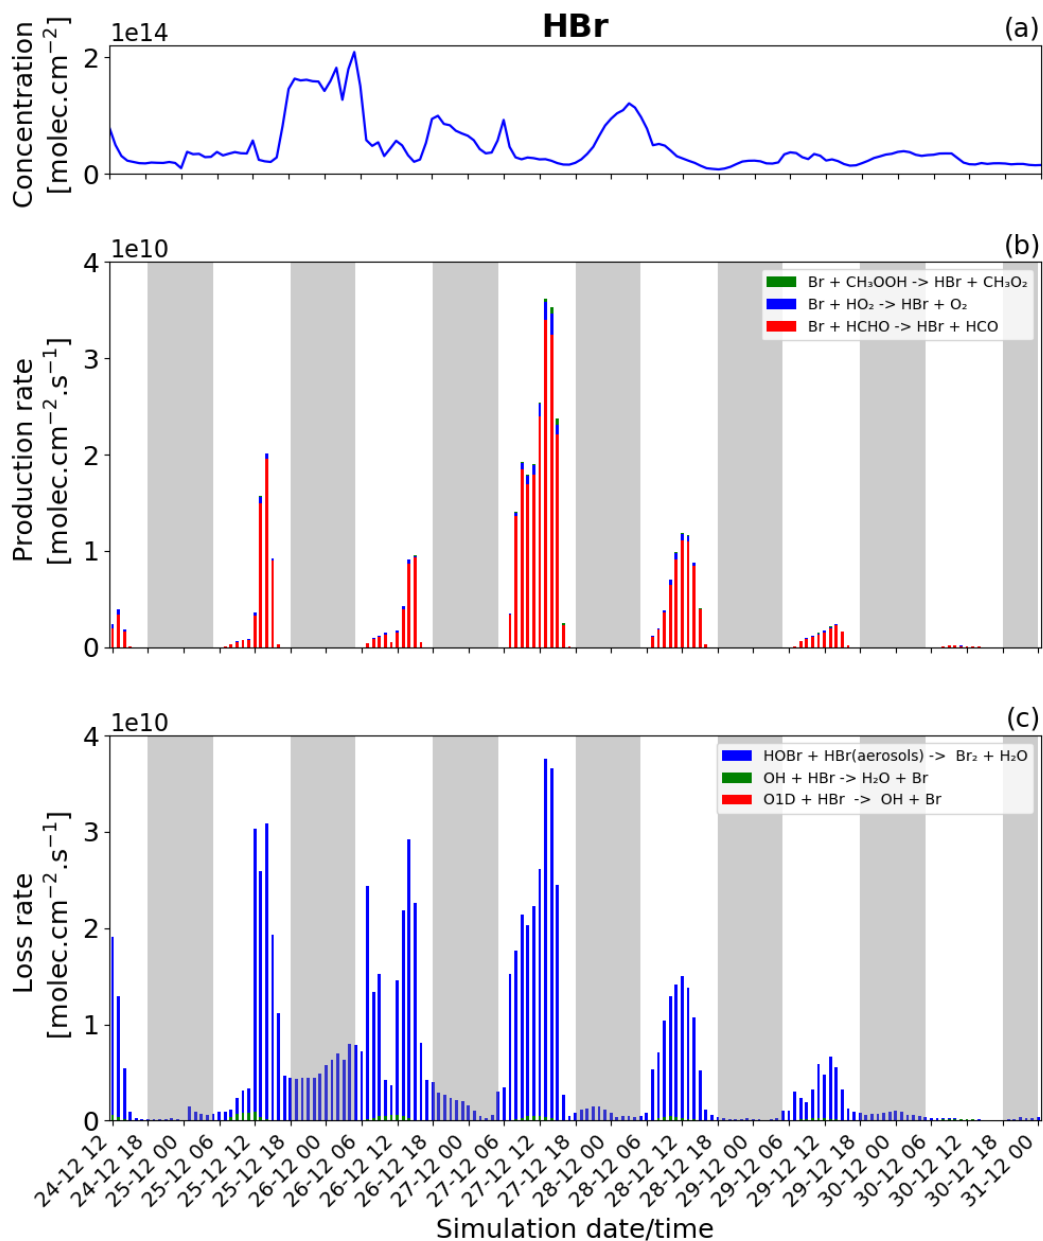 HBr
(a)
1e14
Concentration
[molec.cm⁻²]
2
0
(b)
1e10
Production rate
[molec.cm⁻².s⁻¹]
4
3
2
1
0
Br + CH₃OOH -> HBr + CH₃O₂
Br + HO₂ -> HBr + O₂
Br + HCHO -> HBr + HCO
(c)
1e10
Loss rate
[molec.cm⁻².s⁻¹]
4
3
2
1
0
HOBr + HBr(aerosols) -> Br₂ + H₂O
OH + HBr -> H₂O + Br
O1D + HBr -> OH + Br
24-12 12
24-12 18
25-12 00
25-12 06
25-12 12
25-12 18
26-12 00
26-12 06
26-12 12
26-12 18
27-12 00
27-12 06
27-12 12
27-12 18
28-12 00
28-12 06
28-12 12
28-12 18
29-12 00
29-12 06
29-12 12
29-12 18
30-12 00
30-12 06
30-12 12
30-12 18
31-12 00
Simulation date/time